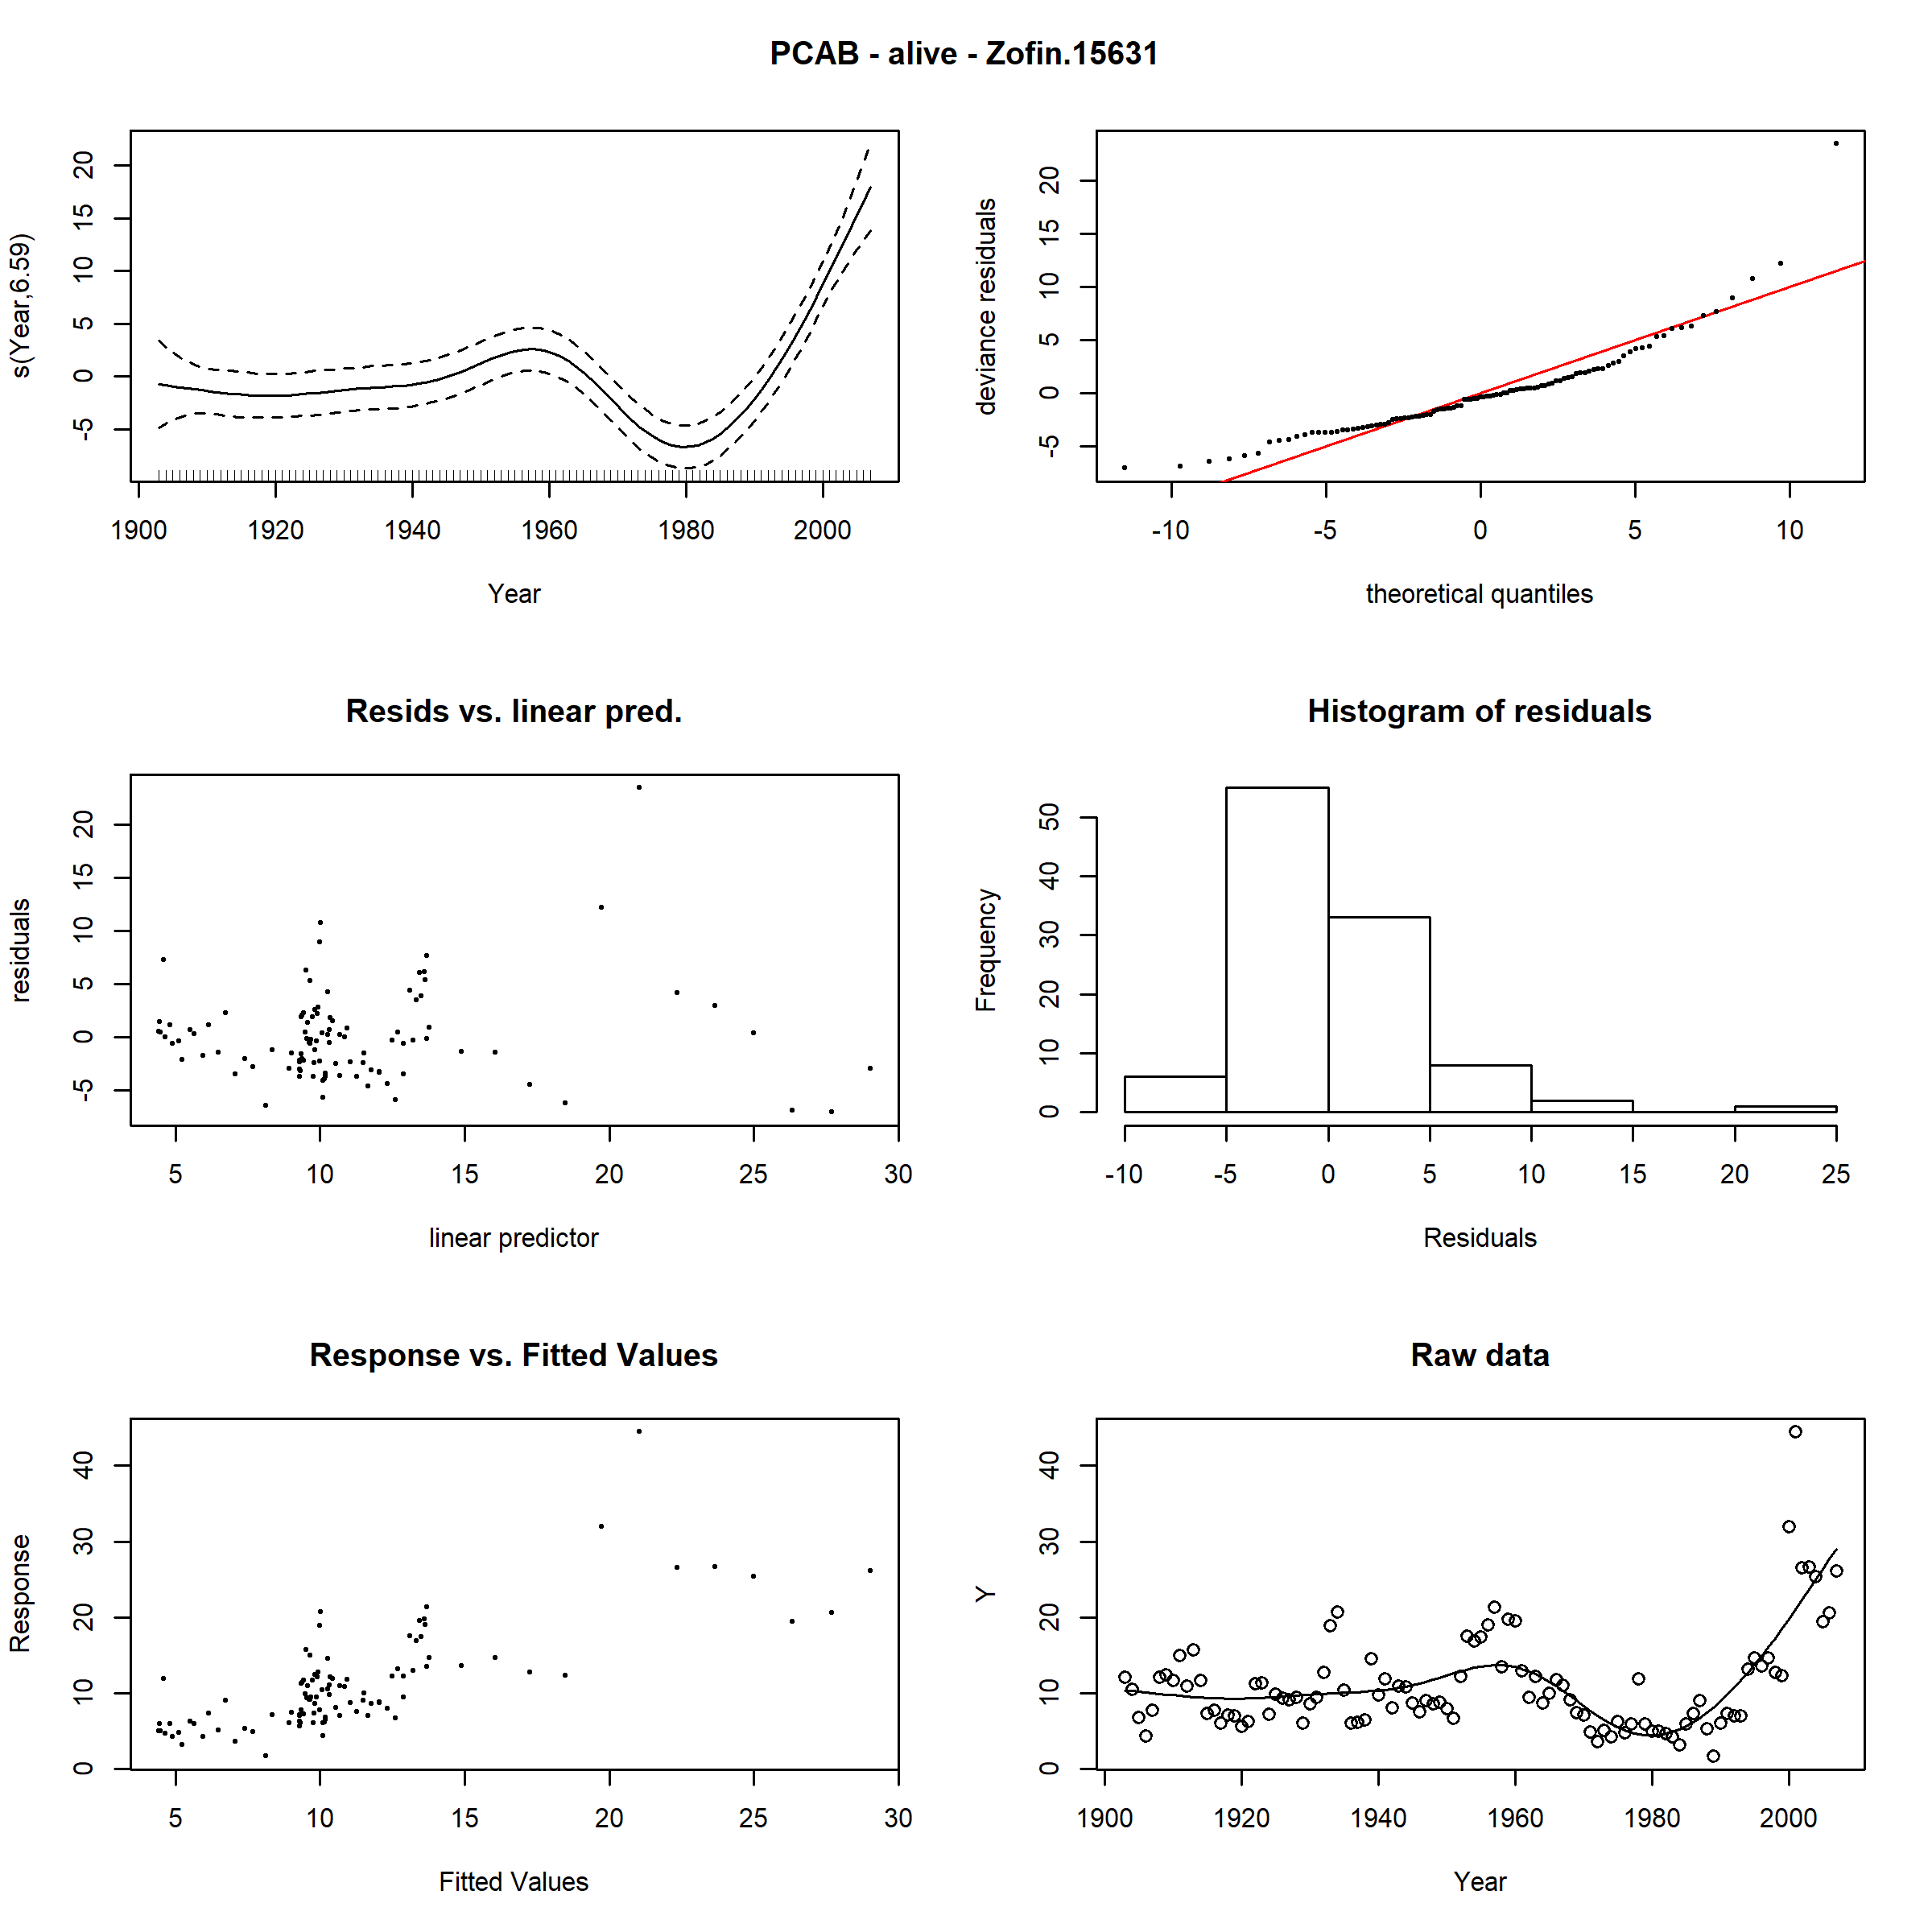 PCAB - alive - Zofin.15631
s(Year,6.59)
-5 0 5 10 15 20
1900 1920 1940 1960 1980 2000
Year
deviance residuals
-5 0 5 10 15 20
-10 -5 0 5 10
theoretical quantiles
Resids vs. linear pred.
residuals
-5 0 5 10 15 20
5 10 15 20 25 30
linear predictor
Histogram of residuals
Frequency
0 10 20 30 40 50
-10 -5 0 5 10 15 20 25
Residuals
Response vs. Fitted Values
Response
0 10 20 30 40
5 10 15 20 25 30
Fitted Values
Raw data
Y
0 10 20 30 40
1900 1920 1940 1960 1980 2000
Year